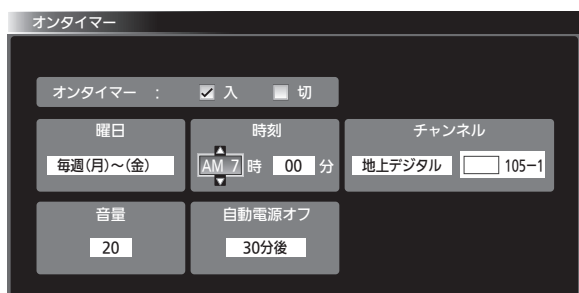 オンタイマー
オンタイマー : 入 切
曜日 時刻 チャンネル
毎週(月)~(金) AM 7 時 00 分 地上デジタル 105-1
音量 自動電源オフ
20 30分後